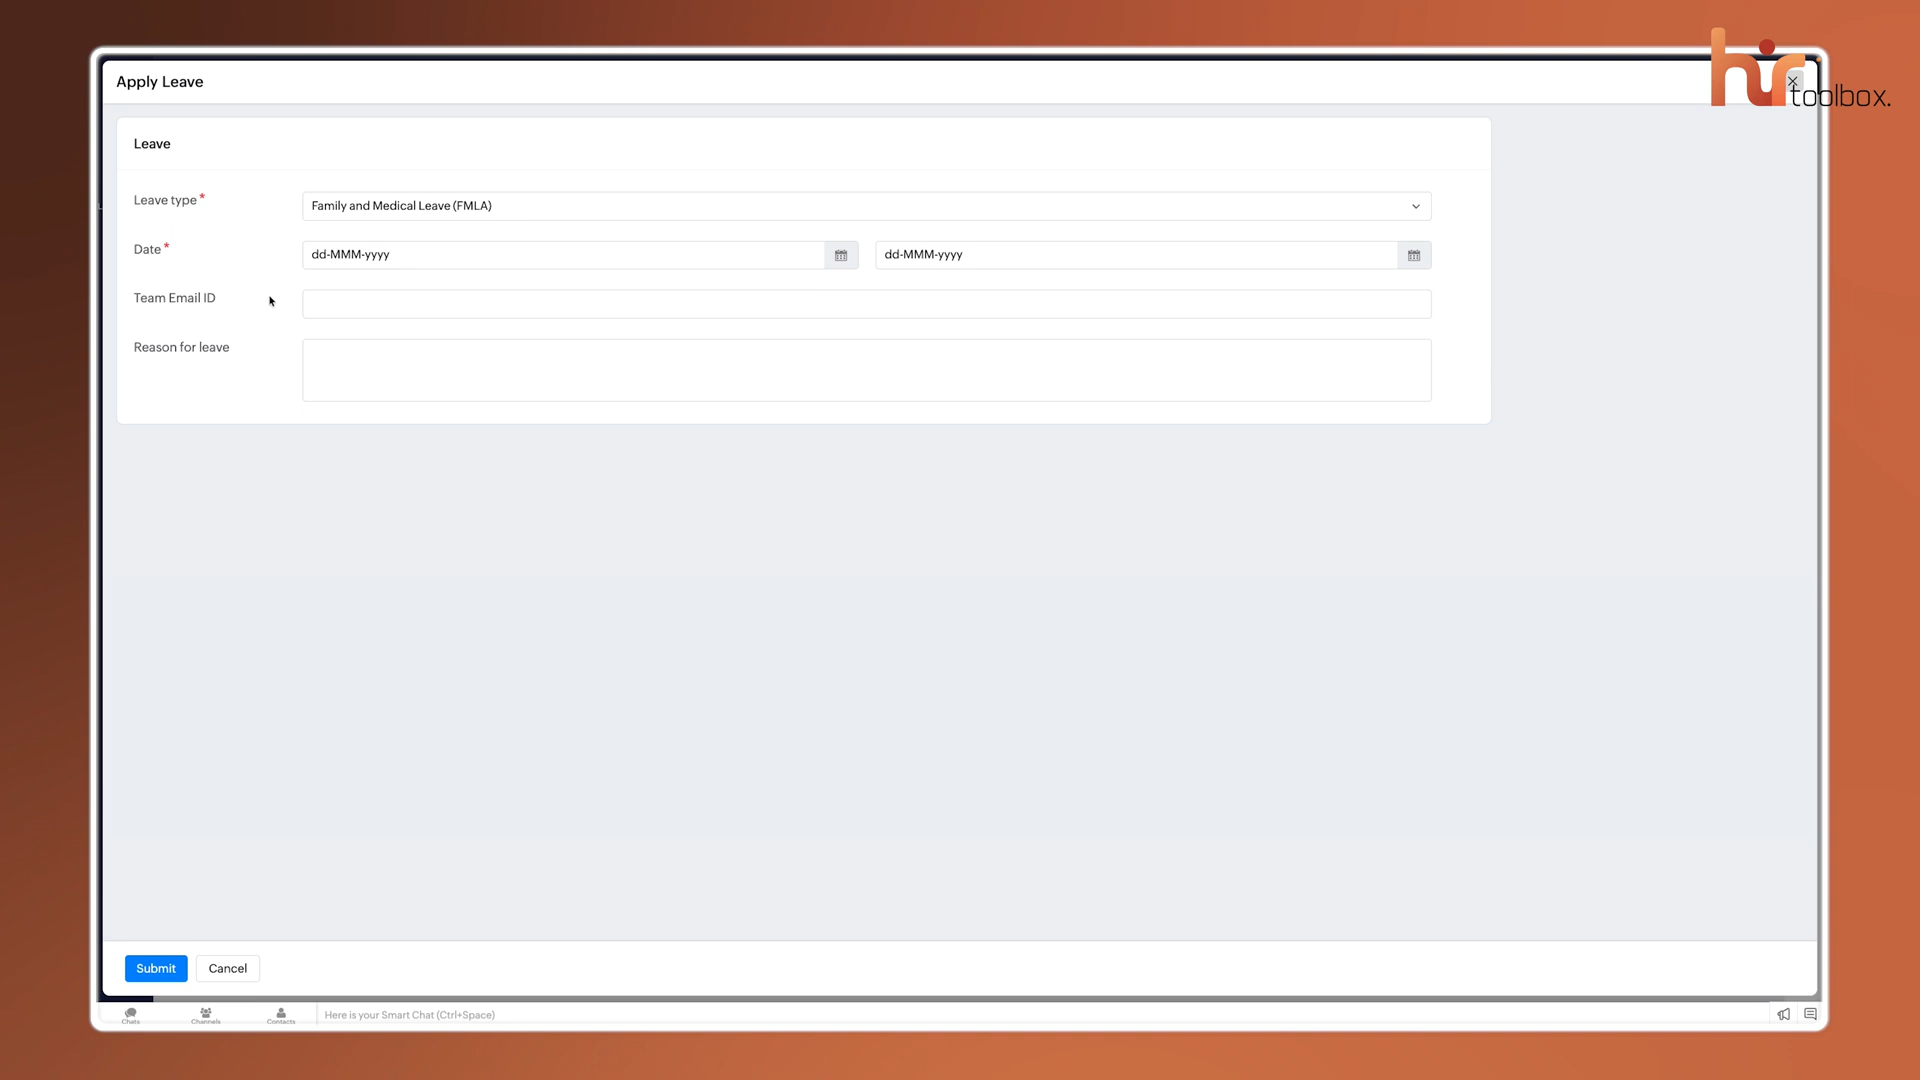 hr
toolbox.
Apply Leave
Leave
Leave type *
Family and Medical Leave (FMLA)
Date *
dd-MMM-yyyy
dd-MMM-yyyy
Team Email ID
Reason for leave
Submit
Cancel
Chats
Channels
Contacts
Here is your Smart Chat (Ctrl+Space)